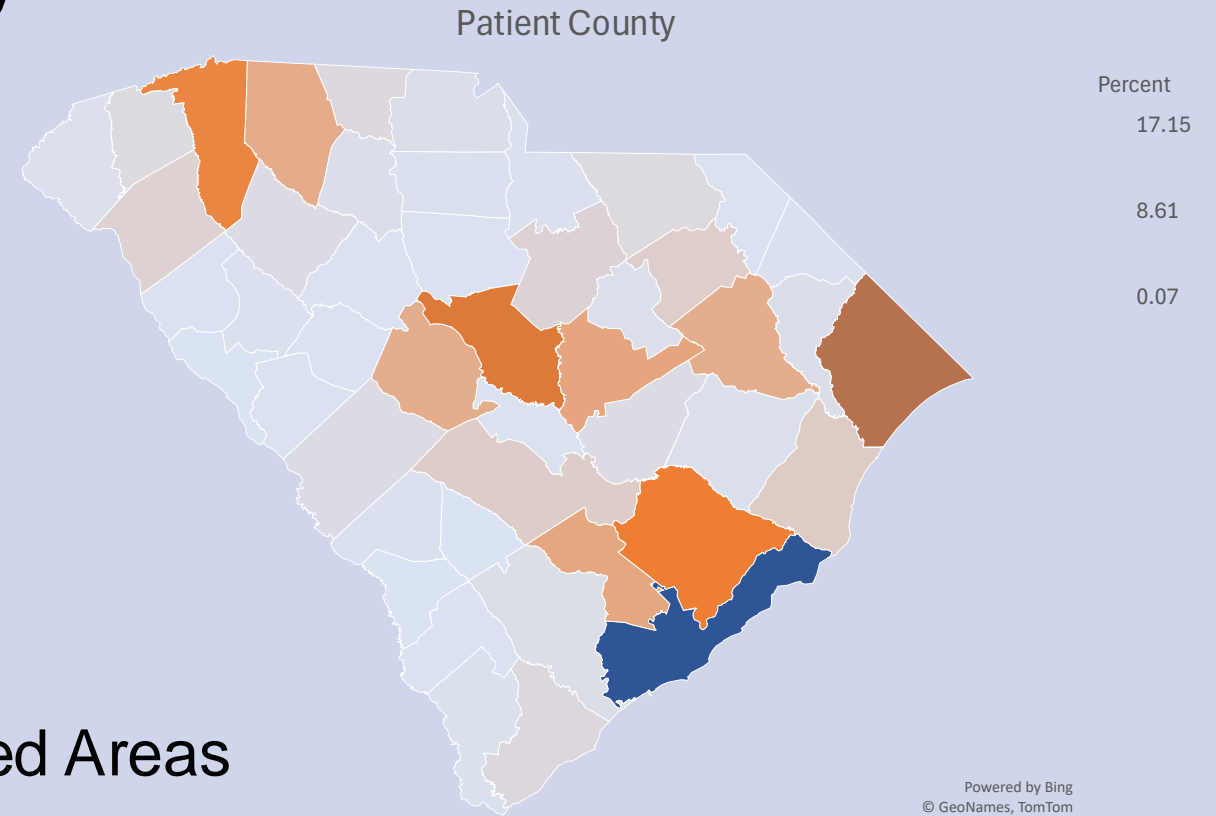 Patient County
Percent
17.15
8.61
0.07
ed Areas
Powered by Bing
© GeoNames, TomTom